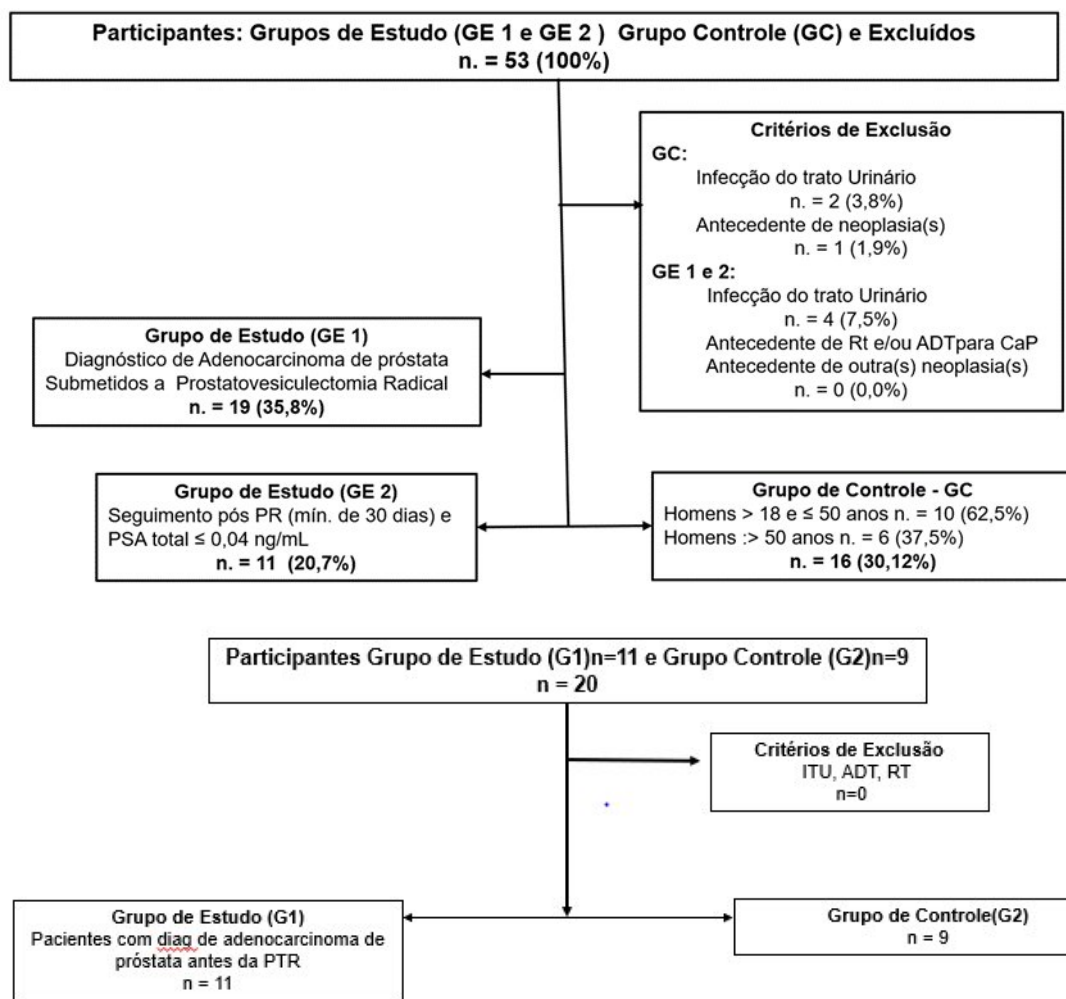 Participantes: Grupos de Estudo (GE 1 e GE 2 ) Grupo Controle (GC) e Excluídos
n. = 53 (100%)
Critérios de Exclusão
GC:
Infecção do trato Urinário
n. = 2 (3,8%)
Antecedente de neoplasia(s)
n. = 1 (1,9%)
GE 1 e 2:
Infecção do trato Urinário
n. = 4 (7,5%)
Antecedente de Rt e/ou ADTpara CaP
Antecedente de outra(s) neoplasia(s)
n. = 0 (0,0%)
Grupo de Estudo (GE 1)
Diagnóstico de Adenocarcinoma de próstata
Submetidos a Prostatovesiculectomia Radical
n. = 19 (35,8%)
Grupo de Estudo (GE 2)
Seguimento pós PR (mín. de 30 dias) e
PSA total ≤ 0,04 ng/mL
n. = 11 (20,7%)
Grupo de Controle - GC
Homens > 18 e ≤ 50 anos n. = 10 (62,5%)
Homens :> 50 anos n. = 6 (37,5%)
n. = 16 (30,12%)
Participantes Grupo de Estudo (G1)n=11 e Grupo Controle (G2)n=9
n = 20
Critérios de Exclusão
ITU, ADT, RT
n=0
Grupo de Estudo (G1)
Pacientes com diag de adenocarcinoma de
próstata antes da PTR
n = 11
Grupo de Controle(G2)
n = 9